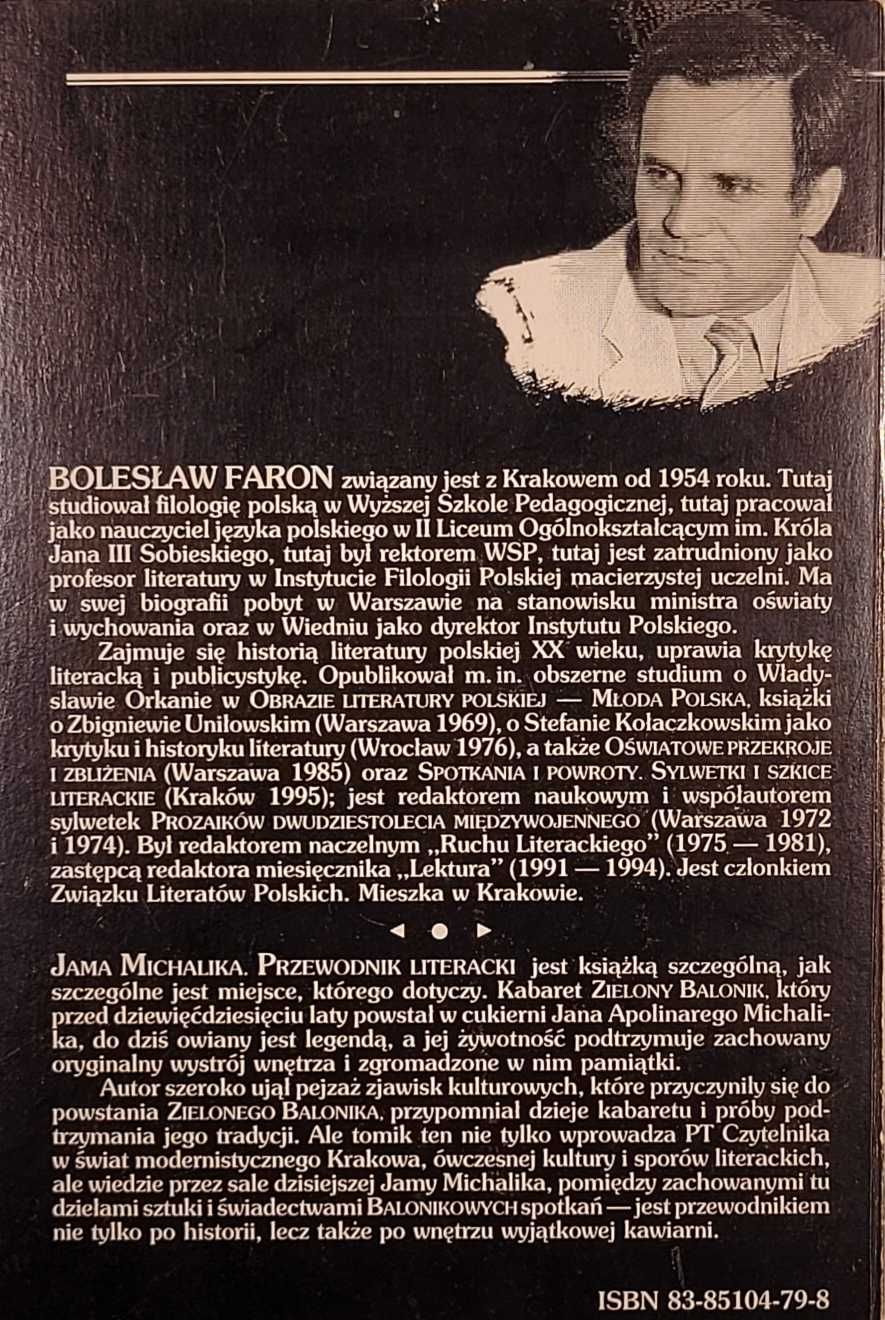 BOLESŁAW FARON związany jest z Krakowem od 1954 roku. Tutaj
studiował filologię polską w Wyższej Szkole Pedagogicznej, tutaj pracował
jako nauczyciel języka polskiego w II Liceum Ogólnokształcącym im. Króla
Jana III Sobieskiego, tutaj był rektorem WSP, tutaj jest zatrudniony jako
profesor literatury w Instytucie Filologii Polskiej macierzystej uczelni. Ma
w swej biografii pobyt w Warszawie na stanowisku ministra oświaty
i wychowania oraz w Wiedniu jako dyrektor Instytutu Polskiego.
Zajmuje się historią literatury polskiej XX wieku, uprawia krytykę
literacką i publicystykę. Opublikował m.in. obszerne studium o Włady-
sławie Orkanie w OBRAZIE LITERATURY POLSKIEJ — MŁODA POLSKA, książki
o Zbigniewie Uniłowskim (Warszawa 1969), o Stefanie Kołaczkowskim jako
krytyku i historyku literatury (Wrocław 1976), a także OŚWIATOWE PRZEKROJE
I ZBLIŻENIA (Warszawa 1985) oraz SPOTKANIA I POWROTY. SYLWETKI I SZKICE
LITERACKIE (Kraków 1995); jest redaktorem naukowym i współautorem
sylwetek PROZAIKÓW DWUDZIESTOLECIA MIĘDZYWOJENNEGO (Warszawa 1972
i 1974). Był redaktorem naczelnym „Ruchu Literackiego” (1975 — 1981),
zastępcą redaktora miesięcznika „Lektura” (1991 — 1994). Jest członkiem
Związku Literatów Polskich. Mieszka w Krakowie.
JAMA MICHALIKA. PRZEWODNIK LITERACKI jest książką szczególną, jak
szczególne jest miejsce, którego dotyczy. Kabaret ZIELONY BALONIK, który
przed dziewięćdziesięciu laty powstał w cukierni Jana Apolinarego Michali-
ka, do dziś owiany jest legendą, a jej żywotność podtrzymuje zachowany
oryginalny wystrój wnętrza i zgromadzone w nim pamiątki.
Autor szeroko ujął pejzaż zjawisk kulturowych, które przyczyniły się do
powstania ZIELONEGO BALONIKA, przypomniał dzieje kabaretu i próby pod-
trzymania jego tradycji. Ale tomik ten nie tylko wprowadza PT Czytelnika
w świat modernistycznego Krakowa, ówczesnej kultury i sporów literackich,
ale wiedzie przez sale dzisiejszej Jamy Michalika, pomiędzy zachowanymi tu
dziełami sztuki i świadectwami BALONIKOWYCH spotkań — jest przewodnikiem
nie tylko po historii, lecz także po wnętrzu wyjątkowej kawiarni.
ISBN 83-85104-79-8